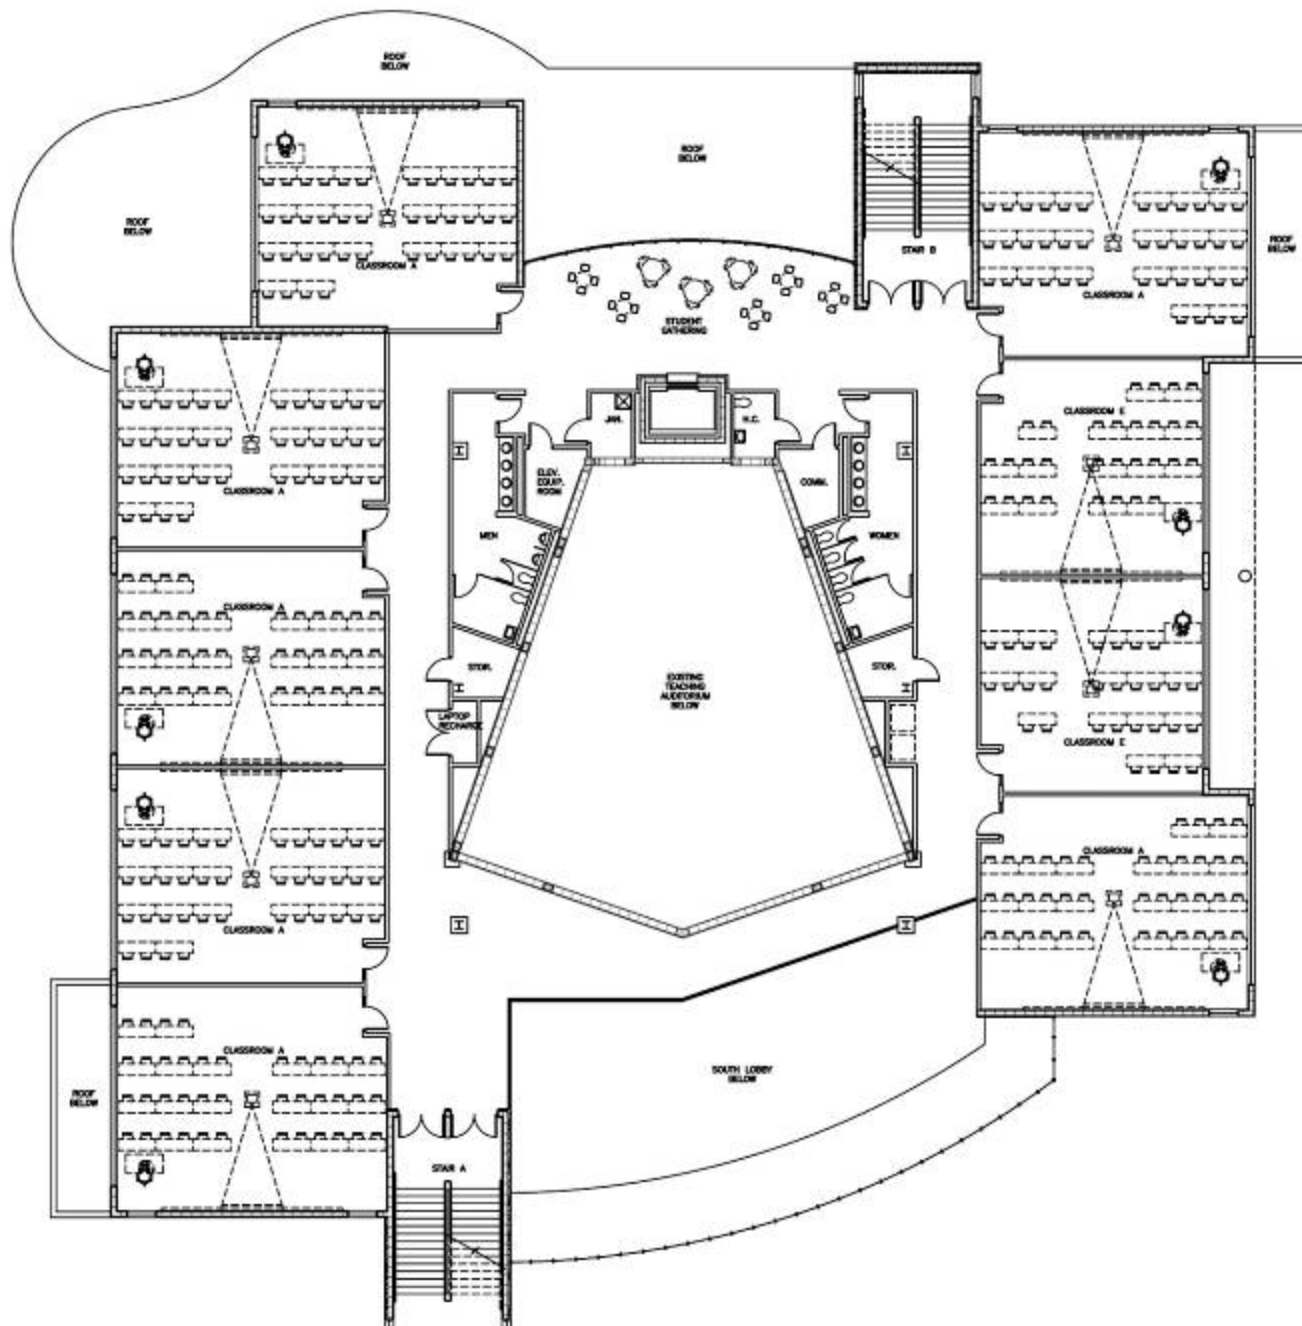 ROOF
BELOW
ROOF
BELOW
ROOF
BELOW
STAIR B
ROOF
BELOW
CLASSROOM A
CLASSROOM A
STUDENT
GATHERING
JAN.
H.C.
CLASSROOM E
ELEV.
EQUIP.
ROOM
COMM.
CLASSROOM A
MEN
WOMEN
CLASSROOM A
STOR.
STOR.
EXISTING
TEACHING
AUDITORIUM
BELOW
LAPTOP
RECHARGE
CLASSROOM E
CLASSROOM A
CLASSROOM A
CLASSROOM A
SOUTH LOBBY
BELOW
ROOF
BELOW
STAIR A